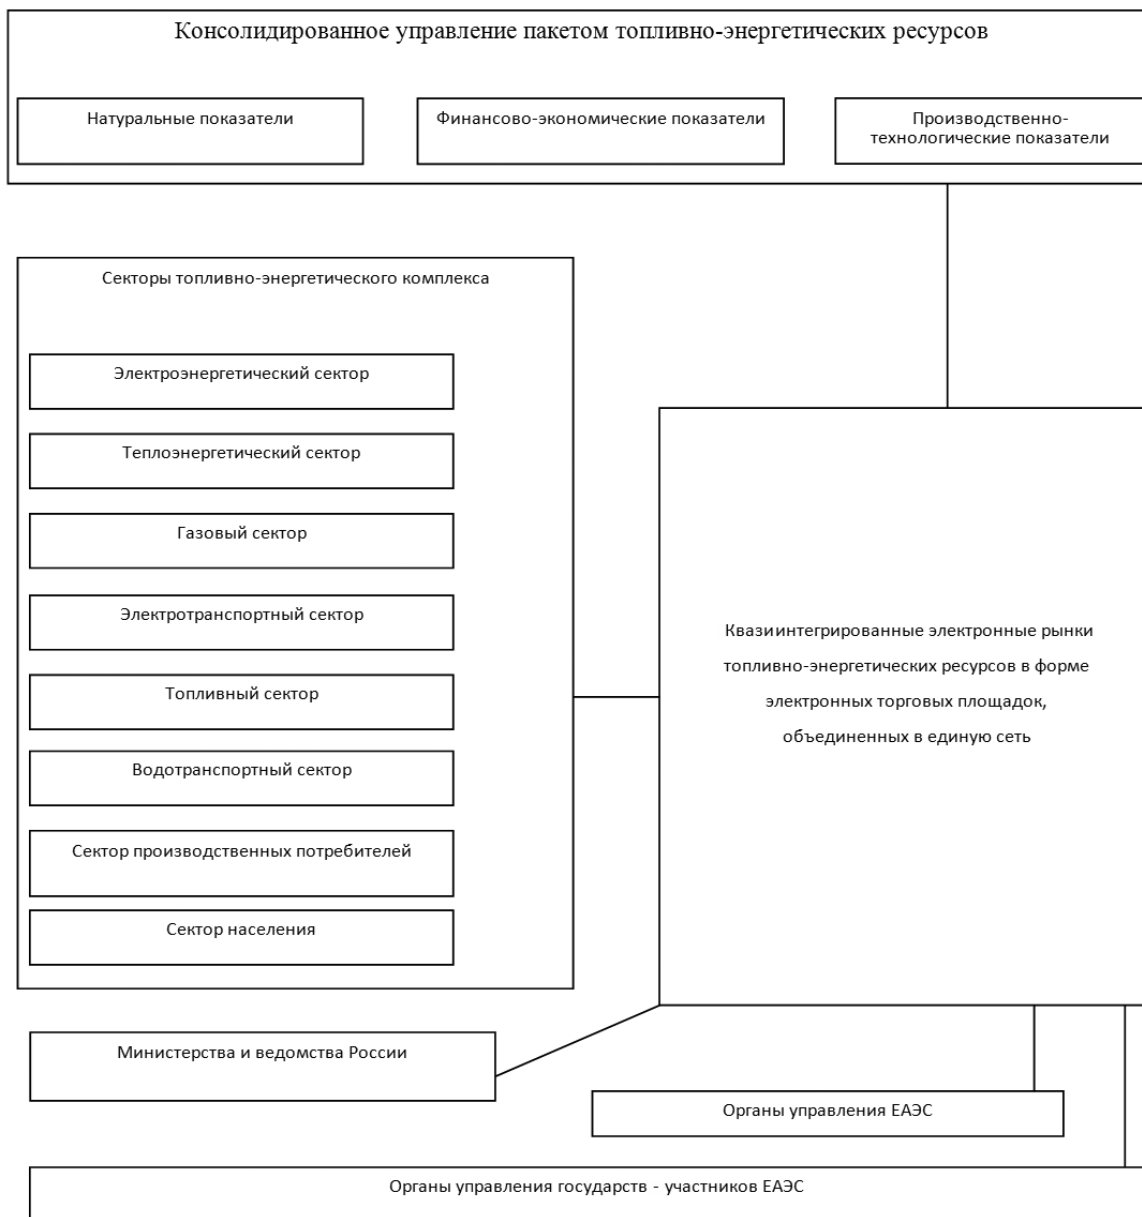 Консолидированное управление пакетом топливно-энергетических ресурсов
Натуральные показатели
Финансово-экономические показатели
Производственно-
технологические показатели
Секторы топливно-энергетического комплекса
Электроэнергетический сектор
Теплоэнергетический сектор
Газовый сектор
Электротранспортный сектор
Топливный сектор
Водотранспортный сектор
Сектор производственных потребителей
Сектор населения
Квазиинтегрированные электронные рынки
топливно-энергетических ресурсов в форме
электронных торговых площадок,
объединенных в единую сеть
Министерства и ведомства России
Органы управления ЕАЭС
Органы управления государств - участников ЕАЭС